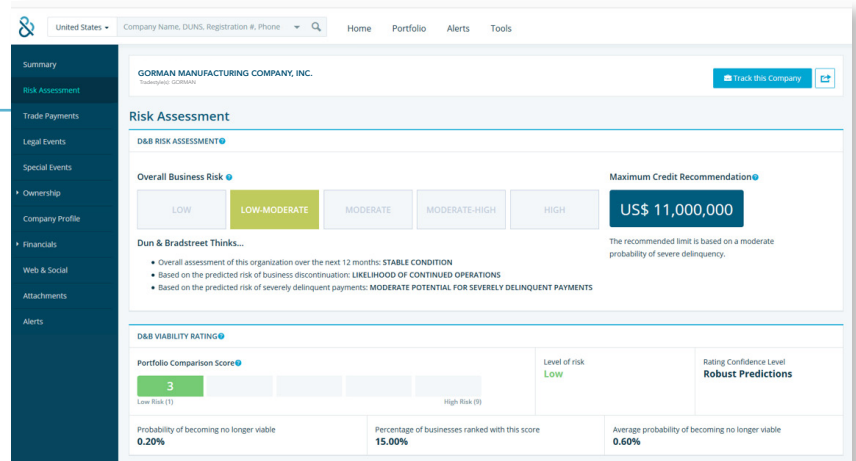 United States
Company Name, DUNS, Registration #, Phone
Home
Portfolio
Alerts
Tools
Summary
Risk Assessment
Trade Payments
Legal Events
Special Events
Ownership
Company Profile
Financials
Web & Social
Attachments
Alerts
GORMAN MANUFACTURING COMPANY, INC.
Tradestyle(s): GORMAN
Track this Company
Risk Assessment
D&B RISK ASSESSMENT
Overall Business Risk
LOW
LOW-MODERATE
MODERATE
MODERATE-HIGH
HIGH
Dun & Bradstreet Thinks...
• Overall assessment of this organization over the next 12 months: STABLE CONDITION
• Based on the predicted risk of business discontinuation: LIKELIHOOD OF CONTINUED OPERATIONS
• Based on the predicted risk of severely delinquent payments: MODERATE POTENTIAL FOR SEVERELY DELINQUENT PAYMENTS
Maximum Credit Recommendation
US$ 11,000,000
The recommended limit is based on a moderate
probability of severe delinquency.
D&B VIABILITY RATING
Portfolio Comparison Score
3
Low Risk (1)
High Risk (9)
Level of risk
Low
Rating Confidence Level
Robust Predictions
Probability of becoming no longer viable
0.20%
Percentage of businesses ranked with this score
15.00%
Average probability of becoming no longer viable
0.60%